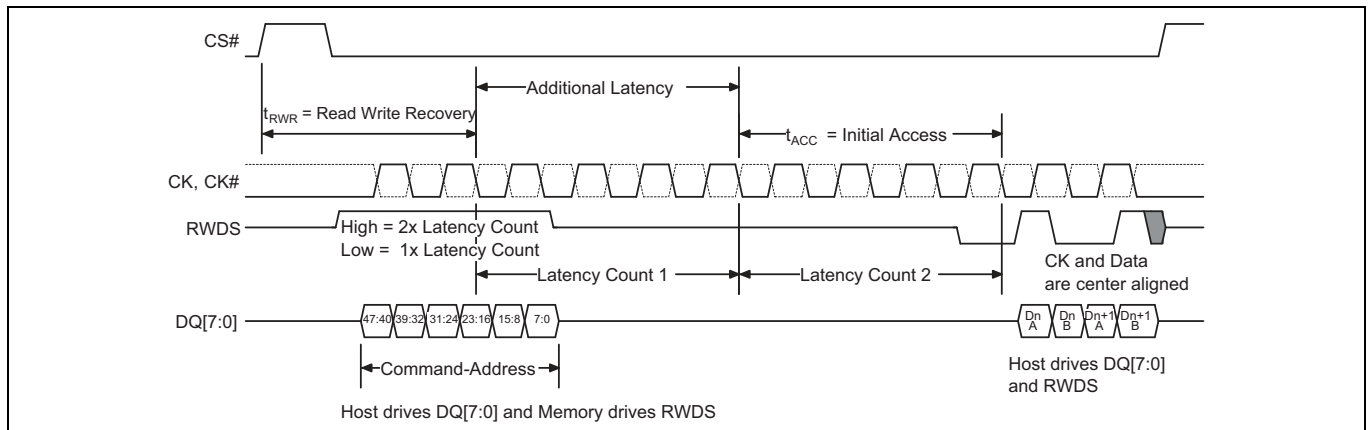 CS#
Additional Latency
tRWR = Read Write Recovery
tACC = Initial Access
CK, CK#
RWDS
High = 2x Latency Count
Low = 1x Latency Count
CK and Data
are center aligned
Latency Count 1
Latency Count 2
DQ[7:0]
47:40 39:32 31:24 23:16 15:8 7:0
Dn A
Dn B
Dn+1 A
Dn+1 B
Command-Address
Host drives DQ[7:0]
and RWDS
Host drives DQ[7:0] and Memory drives RWDS